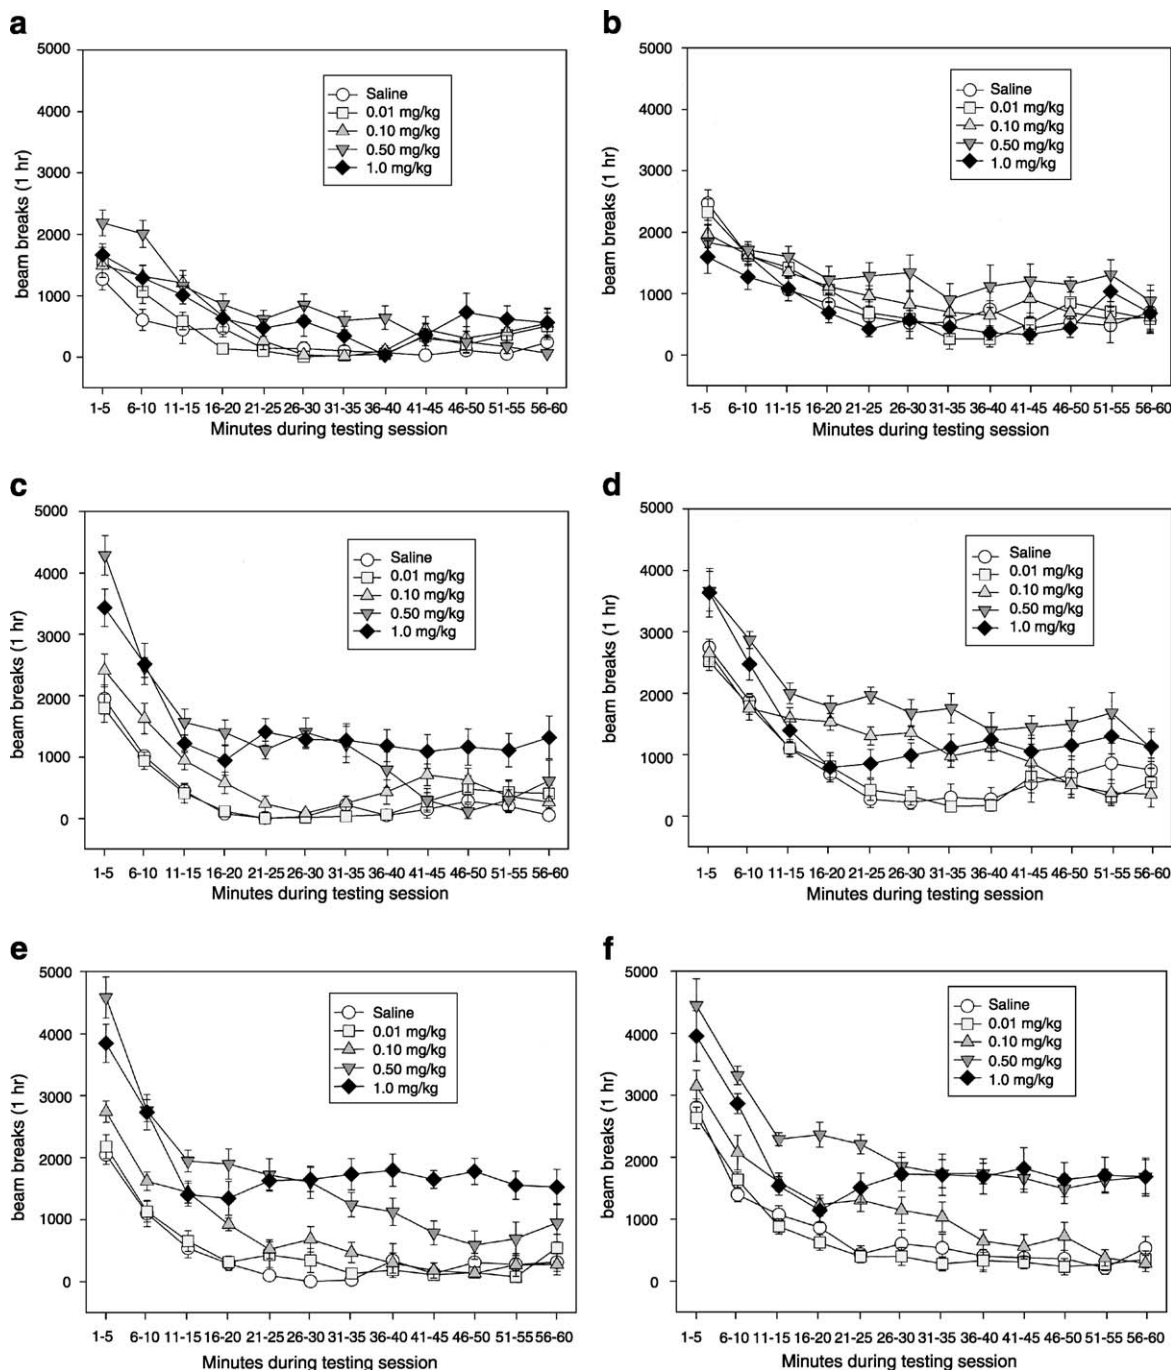 a
5000
4000
3000
2000
1000
0
beam breaks (1 hr)
Saline
0.01 mg/kg
0.10 mg/kg
0.50 mg/kg
1.0 mg/kg
1-5 6-10 11-15 16-20 21-25 26-30 31-35 36-40 41-45 46-50 51-55 56-60
Minutes during testing session
b
5000
4000
3000
2000
1000
0
beam breaks (1 hr)
Saline
0.01 mg/kg
0.10 mg/kg
0.50 mg/kg
1.0 mg/kg
1-5 6-10 11-15 16-20 21-25 26-30 31-35 36-40 41-45 46-50 51-55 56-60
Minutes during testing session
c
5000
4000
3000
2000
1000
0
beam breaks (1 hr)
Saline
0.01 mg/kg
0.10 mg/kg
0.50 mg/kg
1.0 mg/kg
1-5 6-10 11-15 16-20 21-25 26-30 31-35 36-40 41-45 46-50 51-55 56-60
Minutes during testing session
d
5000
4000
3000
2000
1000
0
beam breaks (1 hr)
Saline
0.01 mg/kg
0.10 mg/kg
0.50 mg/kg
1.0 mg/kg
1-5 6-10 11-15 16-20 21-25 26-30 31-35 36-40 41-45 46-50 51-55 56-60
Minutes during testing session
e
5000
4000
3000
2000
1000
0
beam breaks (1 hr)
Saline
0.01 mg/kg
0.10 mg/kg
0.50 mg/kg
1.0 mg/kg
1-5 6-10 11-15 16-20 21-25 26-30 31-35 36-40 41-45 46-50 51-55 56-60
Minutes during testing session
f
5000
4000
3000
2000
1000
0
beam breaks (1 hr)
Saline
0.01 mg/kg
0.10 mg/kg
0.50 mg/kg
1.0 mg/kg
1-5 6-10 11-15 16-20 21-25 26-30 31-35 36-40 41-45 46-50 51-55 56-60
Minutes during testing session